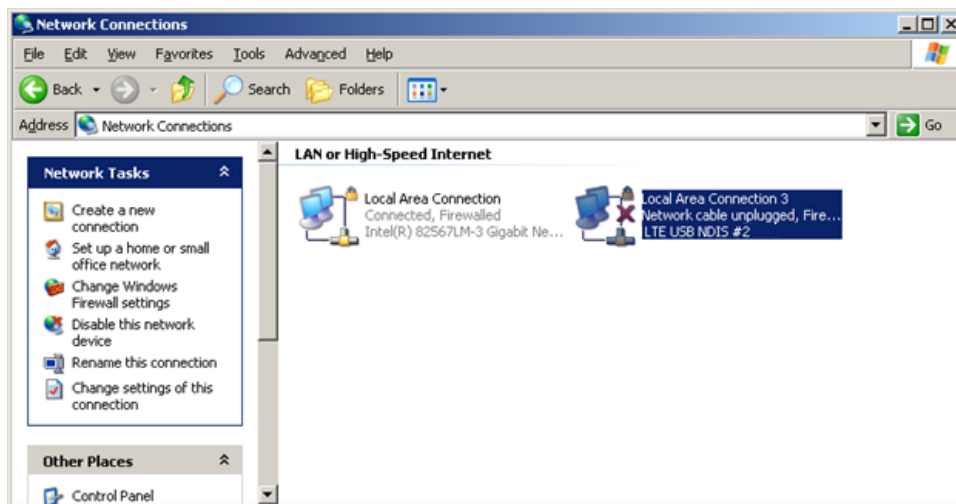 Network Connections
File Edit View Favorites Tools Advanced Help
Back Search Folders
Address Network Connections Go
Network Tasks
Create a new
connection
Set up a home or small
office network
Change Windows
Firewall settings
Disable this network
device
Rename this connection
Change settings of this
connection
Other Places
Control Panel
LAN or High-Speed Internet
Local Area Connection
Connected, Firewalled
Intel(R) 82567LM-3 Gigabit Ne...
Local Area Connection 3
Network cable unplugged, Fire...
LTE USB NDIS #2